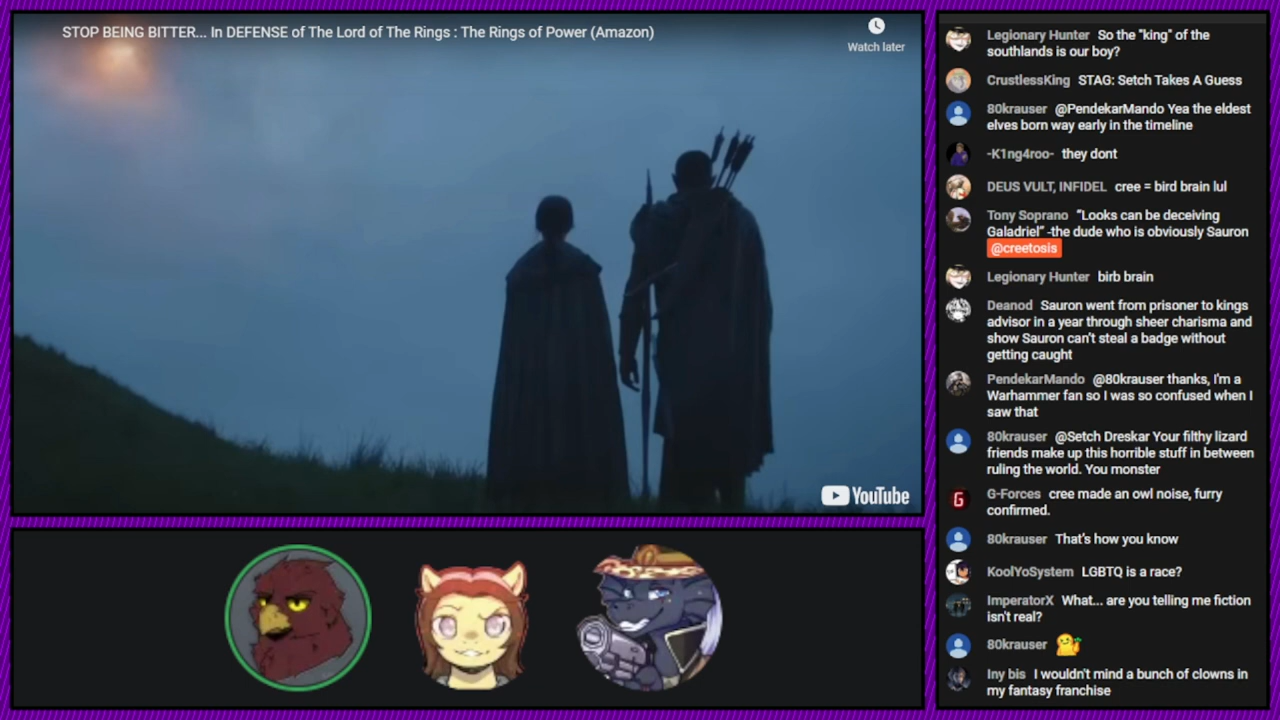 STOP BEING BITTER... In DEFENSE of The Lord of The Rings : The Rings of Power (Amazon)
Watch later
YouTube
Legionary Hunter So the "king" of the
southlands is our boy?
CrustlessKing STAG: Setch Takes A Guess
80krauser @PendekarMando Yea the eldest
elves born way early in the timeline
-K1ng4roo- they dont
DEUS VULT, INFIDEL cree = bird brain lul
Tony Soprano “Looks can be deceiving
Galadriel” -the dude who is obviously Sauron
@creetosis
Legionary Hunter birb brain
Deanod Sauron went from prisoner to kings
advisor in a year through sheer charisma and
show Sauron can't steal a badge without
getting caught
PendekarMando @80krauser thanks, I'm a
Warhammer fan so I was so confused when I
saw that
80krauser @Setch Dreskar Your filthy lizard
friends make up this horrible stuff in between
ruling the world. You monster
G-Forces cree made an owl noise, furry
confirmed.
80krauser That's how you know
KoolYoSystem LGBTQ is a race?
ImperatorX What... are you telling me fiction
isn't real?
80krauser
Iny bis I wouldn't mind a bunch of clowns in
my fantasy franchise